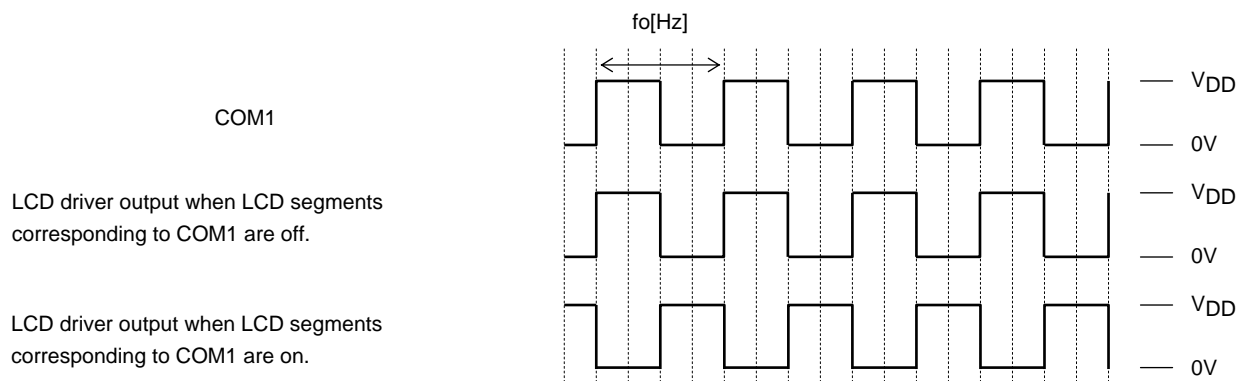 fo[Hz]
VDD
COM1
0V
VDD
LCD driver output when LCD segments
corresponding to COM1 are off.
0V
VDD
LCD driver output when LCD segments
corresponding to COM1 are on.
0V